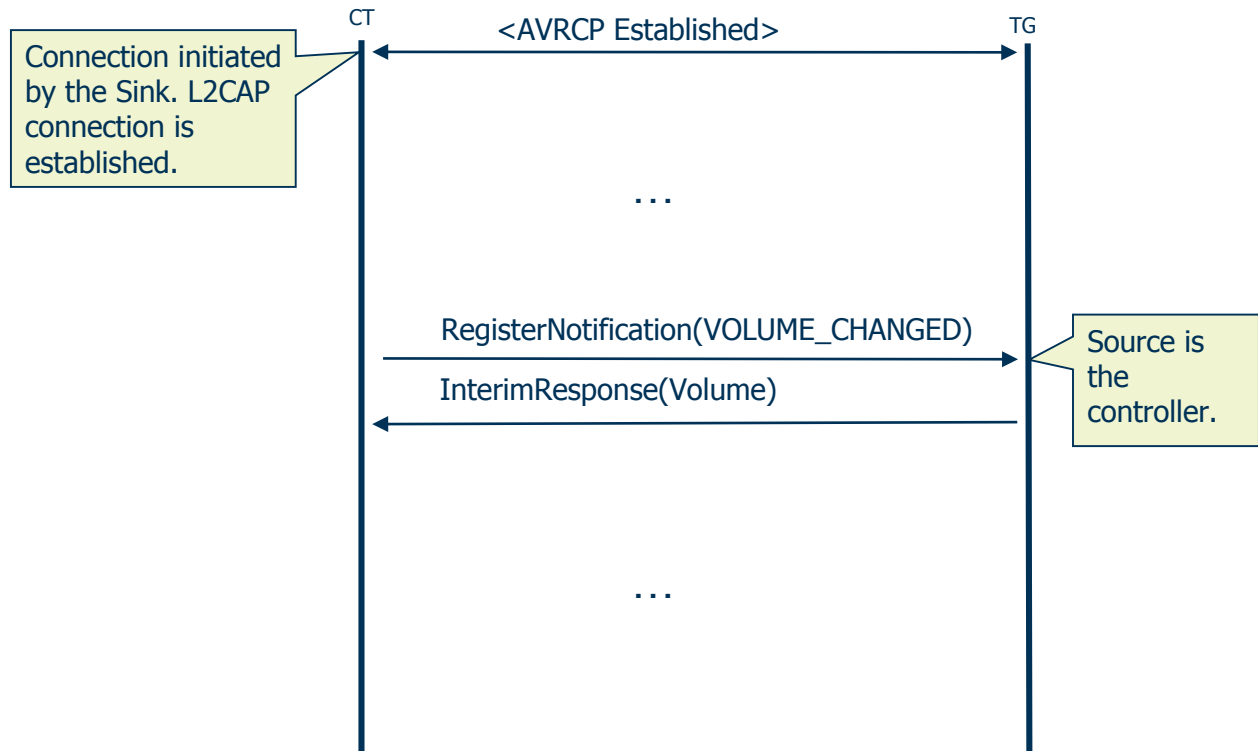 CT
<AVRCP Established>
TG
Connection initiated
by the Sink. L2CAP
connection is
established.
...
RegisterNotification(VOLUME_CHANGED)
InterimResponse(Volume)
Source is
the
controller.
...